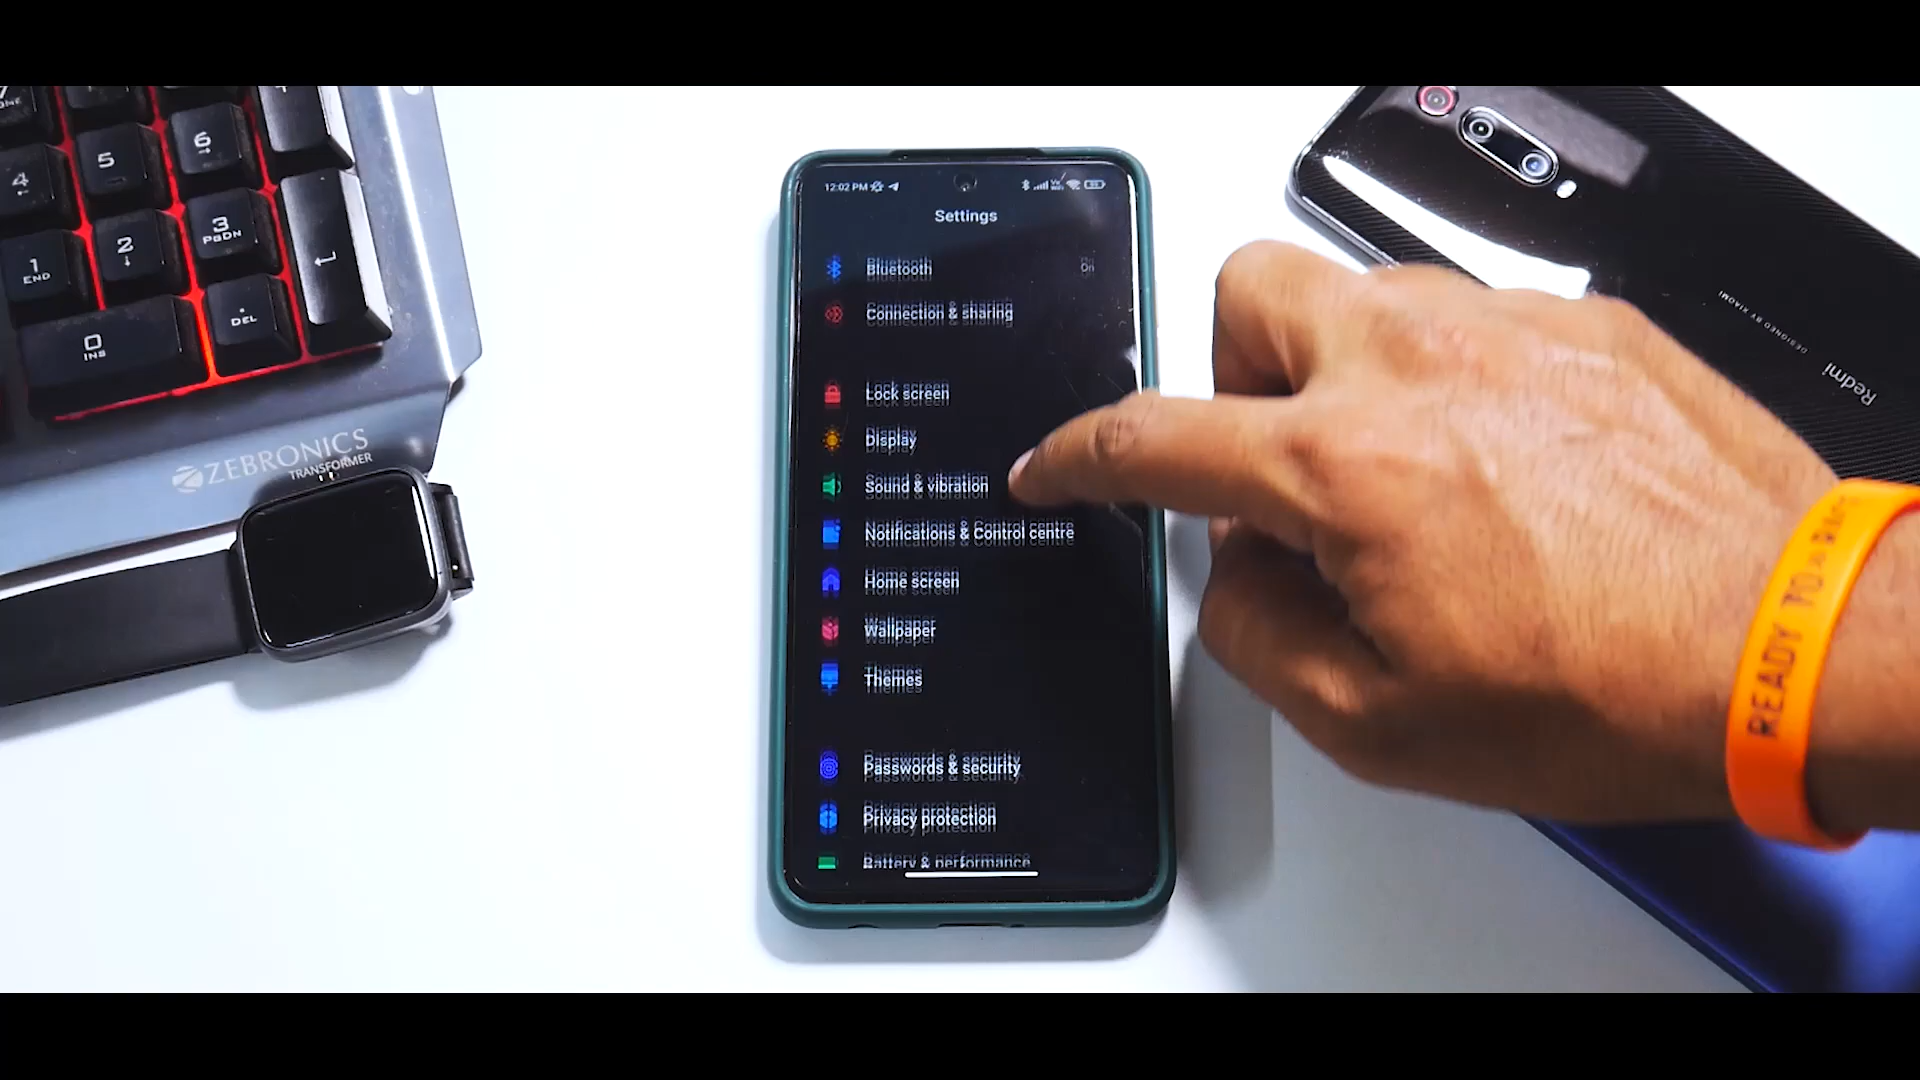 6
5
4
3
PgDN
2
1
END
0
INS
.
DEL
ZEBRONICS
TRANSFORMER
12:02 PM
Settings
Bluetooth
On
Connection & sharing
Lock screen
Display
Sound & vibration
Notifications & Control centre
Home screen
Wallpaper
Themes
Passwords & security
Privacy protection
Battery & performance
Redmi
DESIGNED BY XIAOMI
READY TO